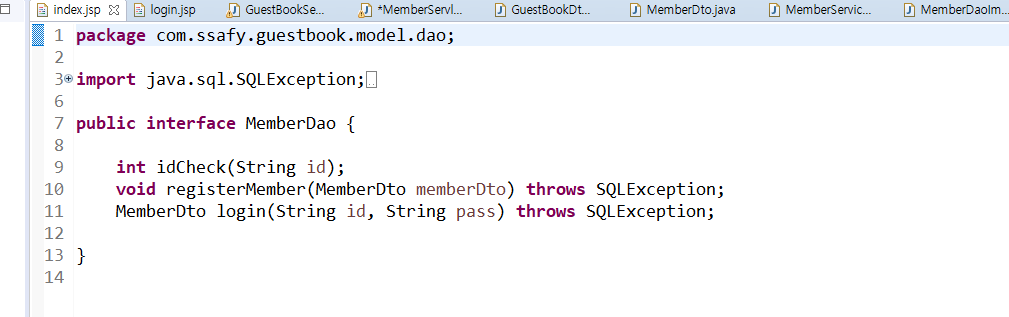 index.jsp login.jsp GuestBookSe... *MemberServl... GuestBookDt... MemberDto.java MemberServic... MemberDaoIm...
1 package com.ssafy.guestbook.model.dao;
2
3 import java.sql.SQLException;
6
7 public interface MemberDao {
8
9 int idCheck(String id);
10 void registerMember(MemberDto memberDto) throws SQLException;
11 MemberDto login(String id, String pass) throws SQLException;
12
13 }
14